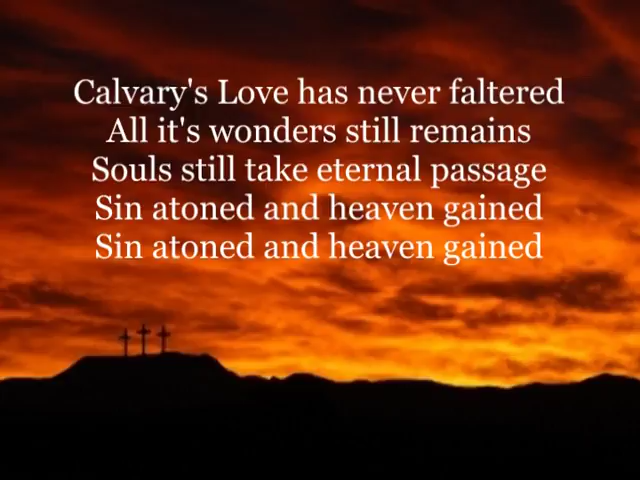 Calvary's Love has never faltered
All it's wonders still remains
Souls still take eternal passage
Sin atoned and heaven gained
Sin atoned and heaven gained